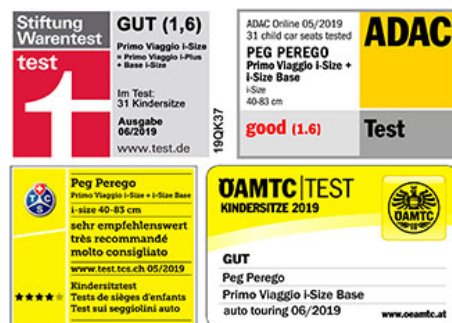 Stiftung
Warentest
test
GUT (1,6)
Primo Viaggio i-Size
= Primo Viaggio i-Plus
+ Base i-Size
Im Test:
31 Kindersitze
Ausgabe
06/2019
www.test.de
19QK37
ADAC Online 05/2019
31 child car seats tested
PEG PEREGO
Primo Viaggio i-Size +
i-Size Base
i-Size
40-83 cm
good (1.6)
ADAC
Test
TCS
Peg Perego
Primo Viaggio i-Size + i-Size Base
i-size 40-83 cm
sehr empfehlenswert
très recommandé
molto consigliato
www.test.tcs.ch 05/2019
Kindersitztest
Tests de sièges d'enfants
Test sui seggiolini auto
ÖAMTC|TEST
KINDERSITZE 2019
ÖAMTC
GUT
Peg Perego
Primo Viaggio I-Size Base
auto touring 06/2019
www.oeamtc.at